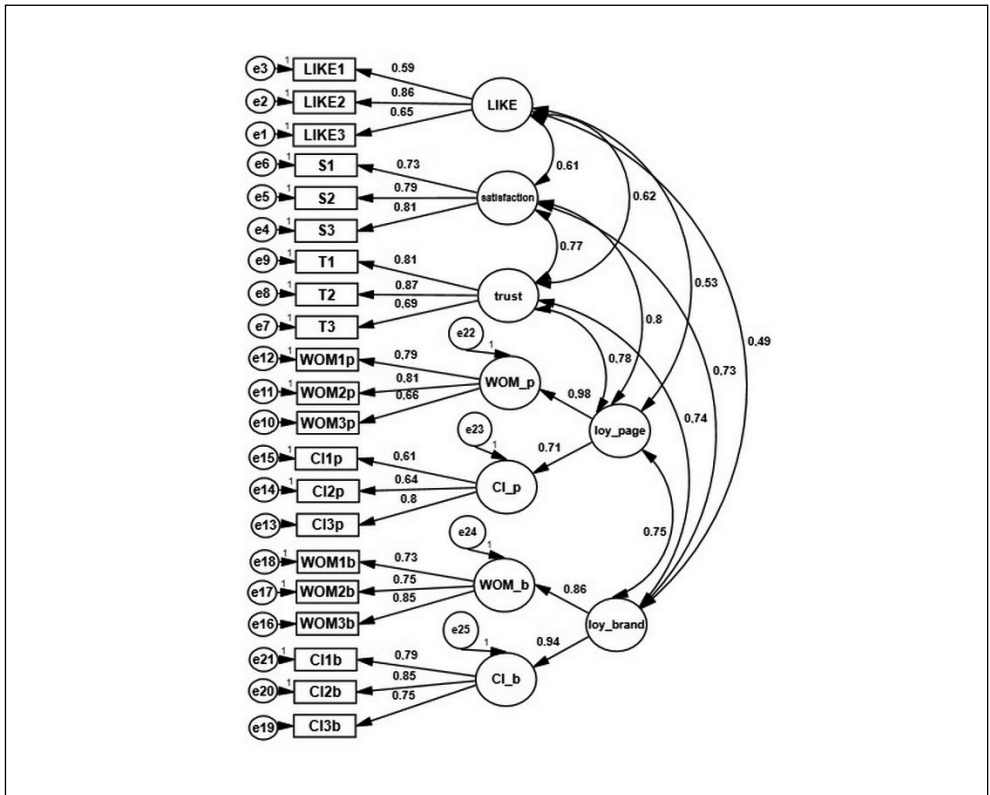 e3 1 LIKE1 0.59
e2 1 LIKE2 0.86
e1 1 LIKE3 0.65
LIKE
e6 1 S1 0.73
e5 1 S2 0.79
e4 1 S3 0.81
satisfaction
0.61
0.62
e9 1 T1 0.81
e8 1 T2 0.87
e7 1 T3 0,69
trust
0.77
0.53
0.8
e22 1
e12 1 WOM1p 0,79
e11 1 WOM2p 0.81
e10 1 WOM3p 0.66
WOM_p
0,98
0,78
0,49
0,73
0,74
loy_page
e23 1
e15 1 CI1p 0,61
e14 1 CI2p 0.64
e13 CI3p 0.8
CI_p
0.71
0.75
e24 1
e18 1 WOM1b 0.73
e17 1 WOM2b 0.75
e16 WOM3b 0.85
WOM_b
0.86
loy_brand
e25 1
e21 1 CI1b 0.79
e20 1 CI2b 0.85
e19 CI3b 0.75
CI_b
0.94